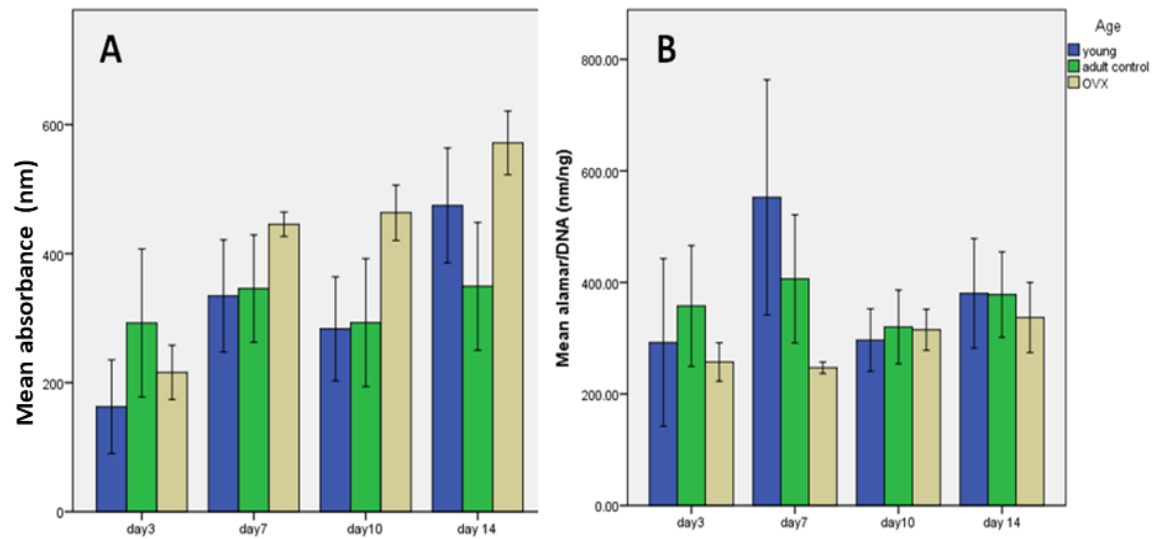 A
Mean absorbance (nm)
600
400
200
0
day3 day7 day10 day 14
B
Mean alamar/DNA (nm/ng)
800.00
600.00
400.00
200.00
0.00
day3 day7 day10 day 14
Age
young
adult control
OVX